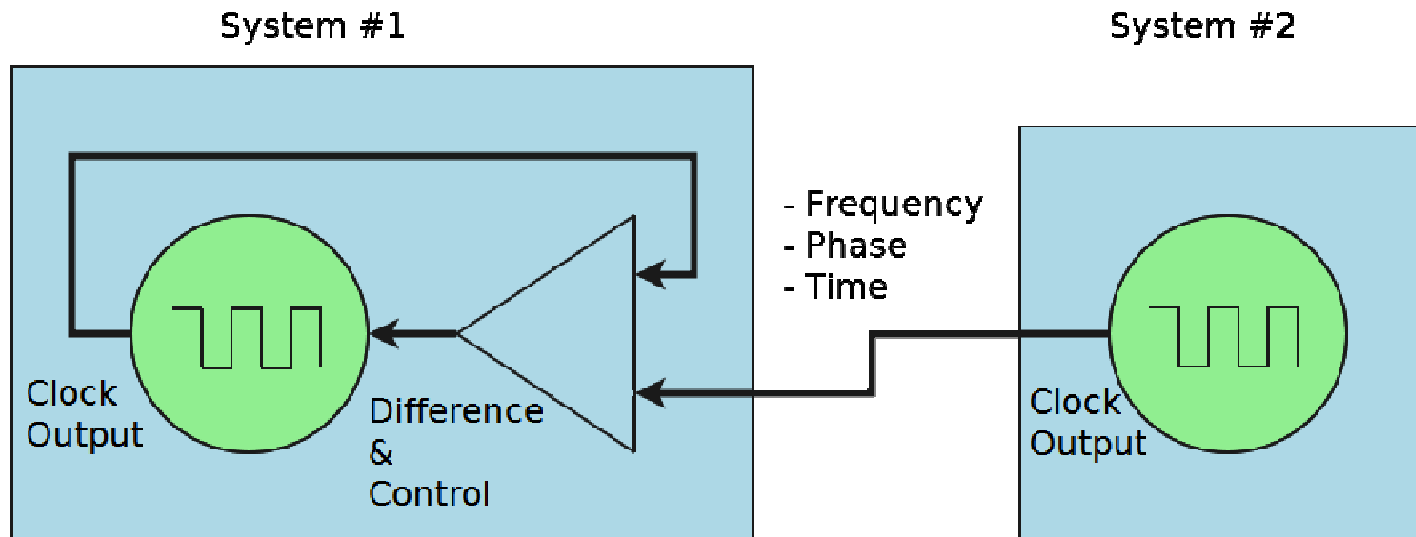 System #1
System #2
- Frequency
- Phase
- Time
Clock
Output
Difference
&
Control
Clock
Output